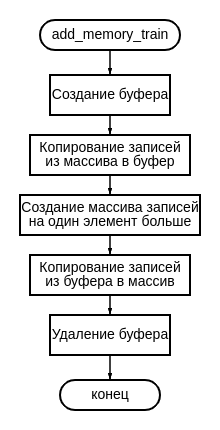 add_memory_train
Создание буфера
Копирование записей
из массива в буфер
Создание массива записей
на один элемент больше
Копирование записей
из буфера в массив
Удаление буфера
конец